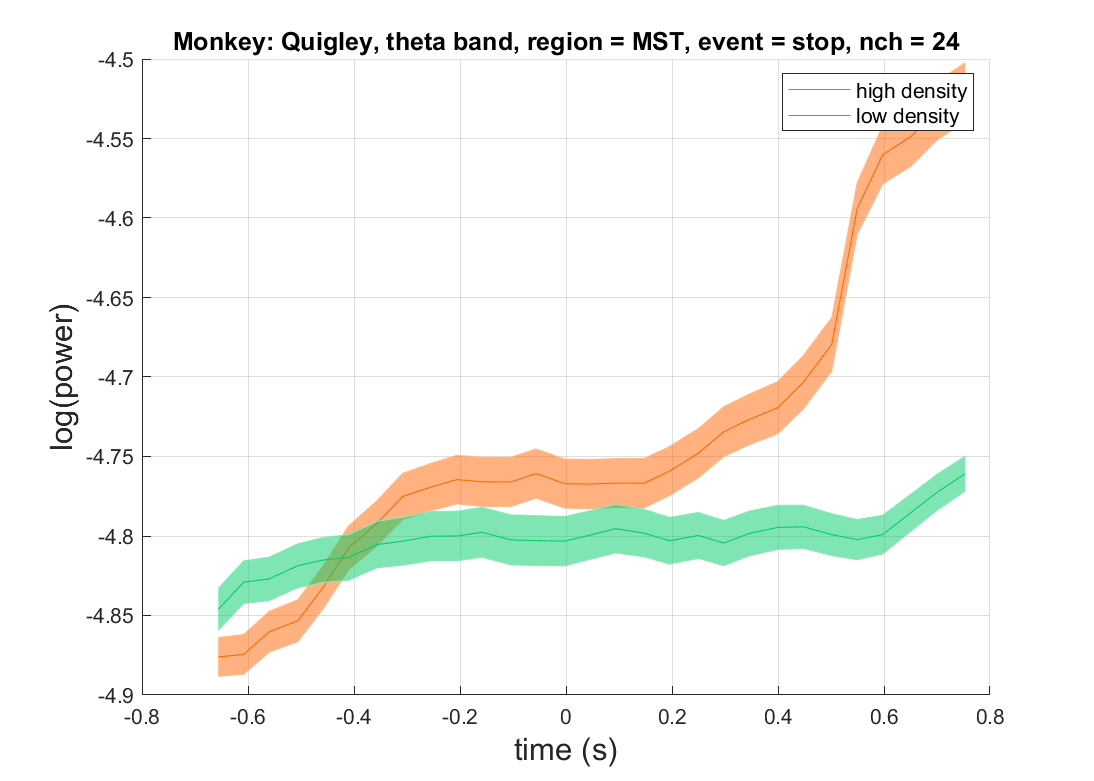 Monkey: Quigley, theta band, region = MST, event = stop, nch = 24
high density
low density
-4.5
-4.55
-4.6
-4.65
-4.7
-4.75
-4.8
-4.85
-4.9
log(power)
-0.8 -0.6 -0.4 -0.2 0 0.2 0.4 0.6 0.8
time (s)